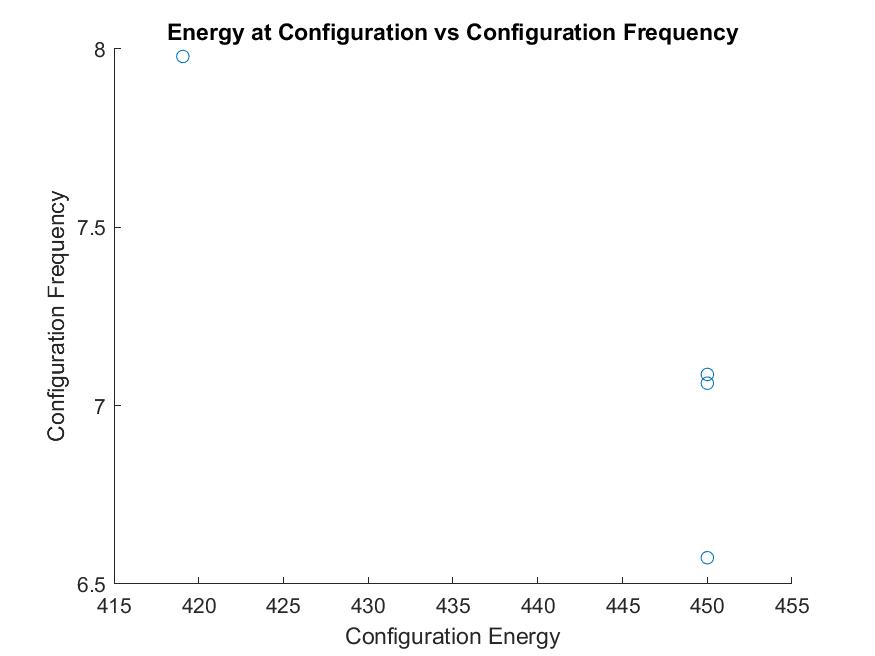 Energy at Configuration vs Configuration Frequency
8
7.5
7
6.5
Configuration Frequency
415 420 425 430 435 440 445 450 455
Configuration Energy